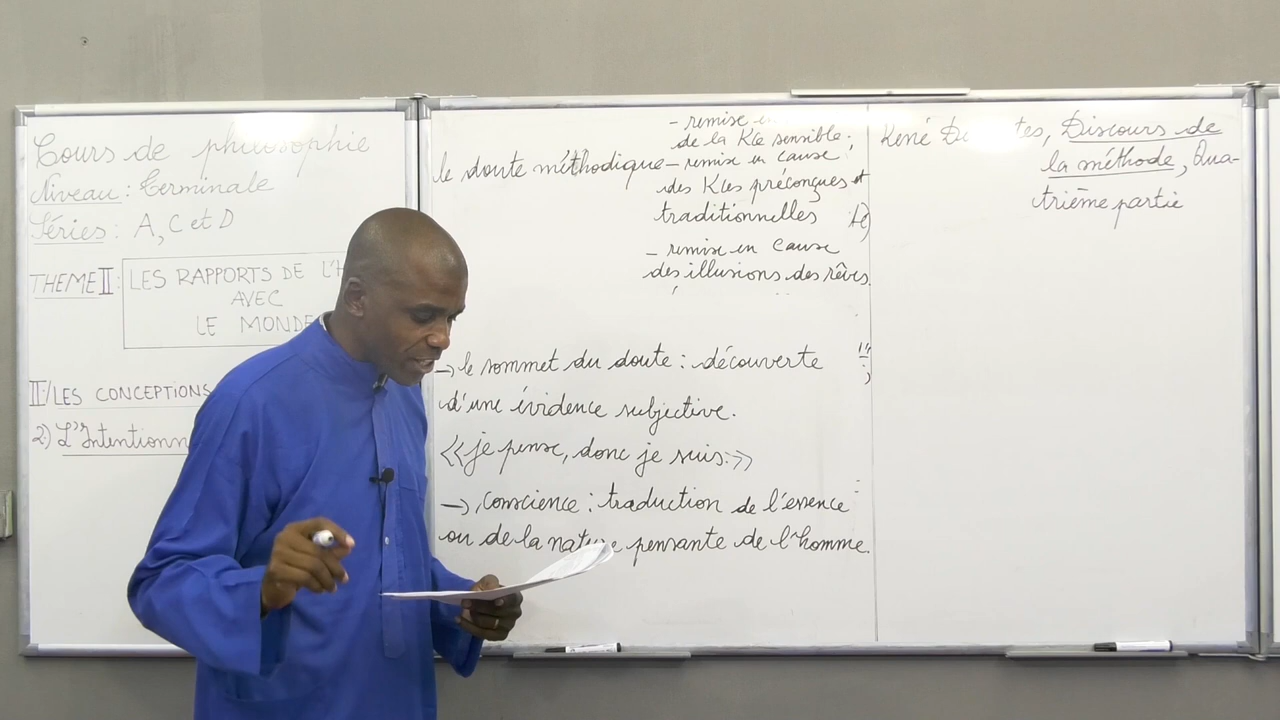 Cours de philosophie
Niveau : Terminale
Séries : A, C et D
THEME II : LES RAPPORTS DE L'H
AVEC
LE MONDE
II/ LES CONCEPTIONS
2) L'Intentionn
- remise
de la Kce sensible ;
le doute méthodique - remise en cause
des Kces préconçues et
traditionnelles
- remise en cause
des illusions des rêves.
→ le sommet du doute : découverte
d'une évidence subjective.
<<je pense, donc je suis.>>
→ conscience : traduction de l'essence
ou de la nature pensante de l'homme.
René De tes, Discours de
la méthode, Qua-
trième partie